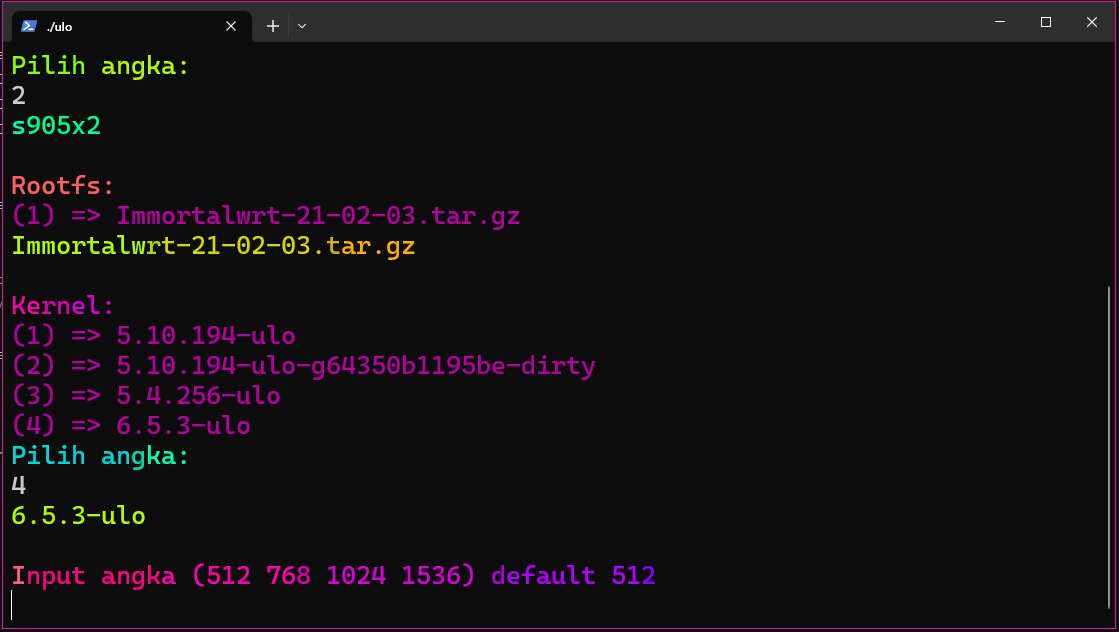 ./ulo
Pilih angka:
2
s905x2
Rootfs:
(1) => Immortalwrt-21-02-03.tar.gz
Immortalwrt-21-02-03.tar.gz
Kernel:
(1) => 5.10.194-ulo
(2) => 5.10.194-ulo-g64350b1195be-dirty
(3) => 5.4.256-ulo
(4) => 6.5.3-ulo
Pilih angka:
4
6.5.3-ulo
Input angka (512 768 1024 1536) default 512